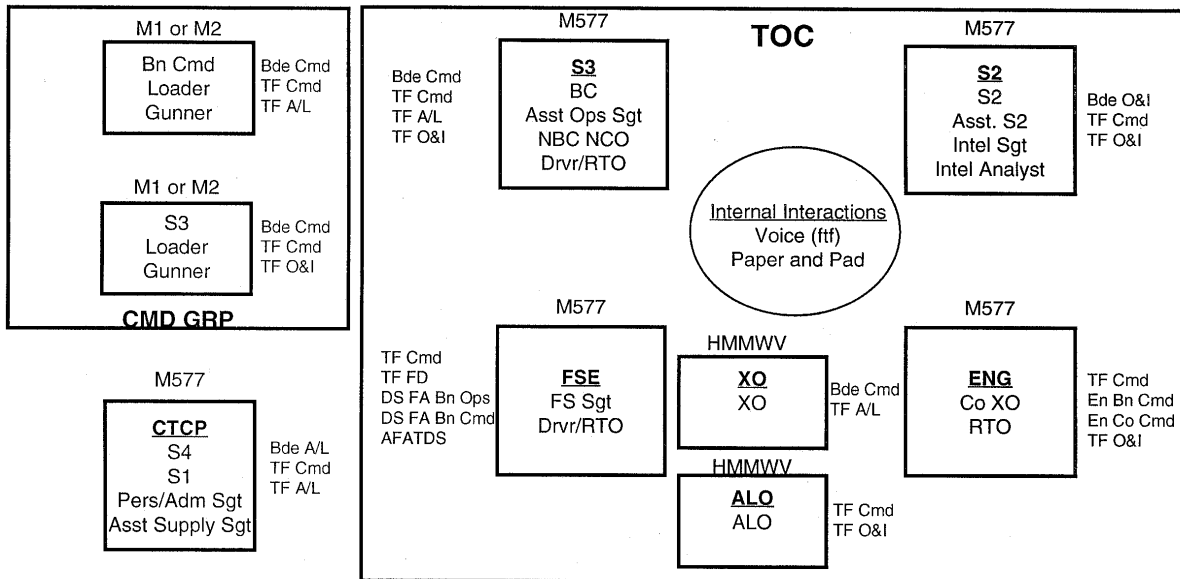 M1 or M2
Bn Cmd
Loader
Gunner
Bde Cmd
TF Cmd
TF A/L
M1 or M2
S3
Loader
Gunner
Bde Cmd
TF Cmd
TF O&I
CMD GRP
M577
CTCP
S4
S1
Pers/Adm Sgt
Asst Supply Sgt
Bde A/L
TF Cmd
TF A/L
TOC
M577
Bde Cmd
TF Cmd
TF A/L
TF O&I
S3
BC
Asst Ops Sgt
NBC NCO
Drvr/RTO
M577
S2
S2
Asst. S2
Intel Sgt
Intel Analyst
Bde O&I
TF Cmd
TF O&I
Internal Interactions
Voice (ftf)
Paper and Pad
M577
TF Cmd
TF FD
DS FA Bn Ops
DS FA Bn Cmd
AFATDS
FSE
FS Sgt
Drvr/RTO
HMMWV
XO
XO
Bde Cmd
TF A/L
HMMWV
ALO
ALO
TF Cmd
TF O&I
M577
ENG
Co XO
RTO
TF Cmd
En Bn Cmd
En Co Cmd
TF O&I